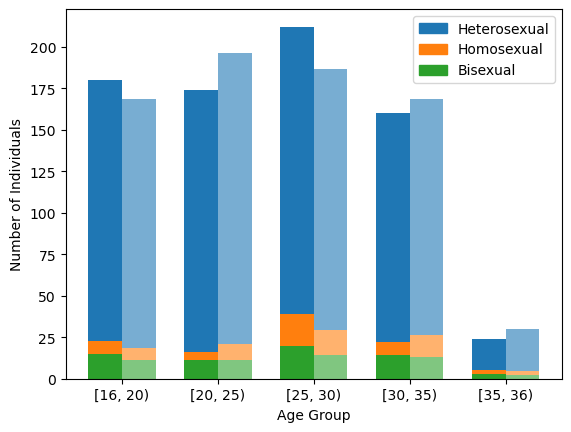 Heterosexual
Homosexual
Bisexual
200
175
150
125
100
75
50
25
0
Number of Individuals
[16, 20)
[20, 25)
[25, 30)
[30, 35)
[35, 36)
Age Group